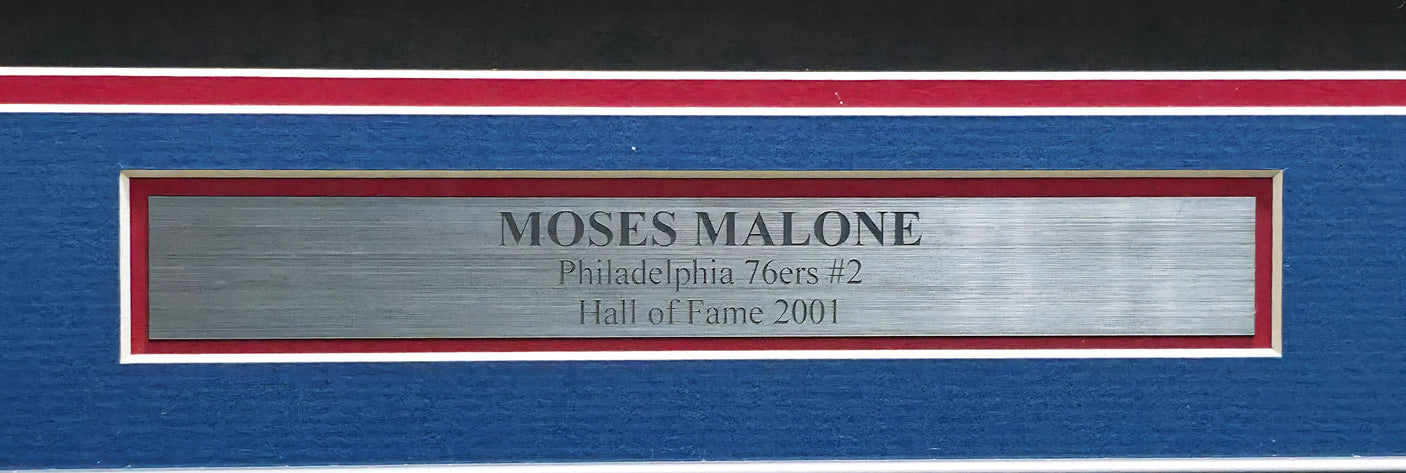 MOSES MALONE
Philadelphia 76ers #2
Hall of Fame 2001